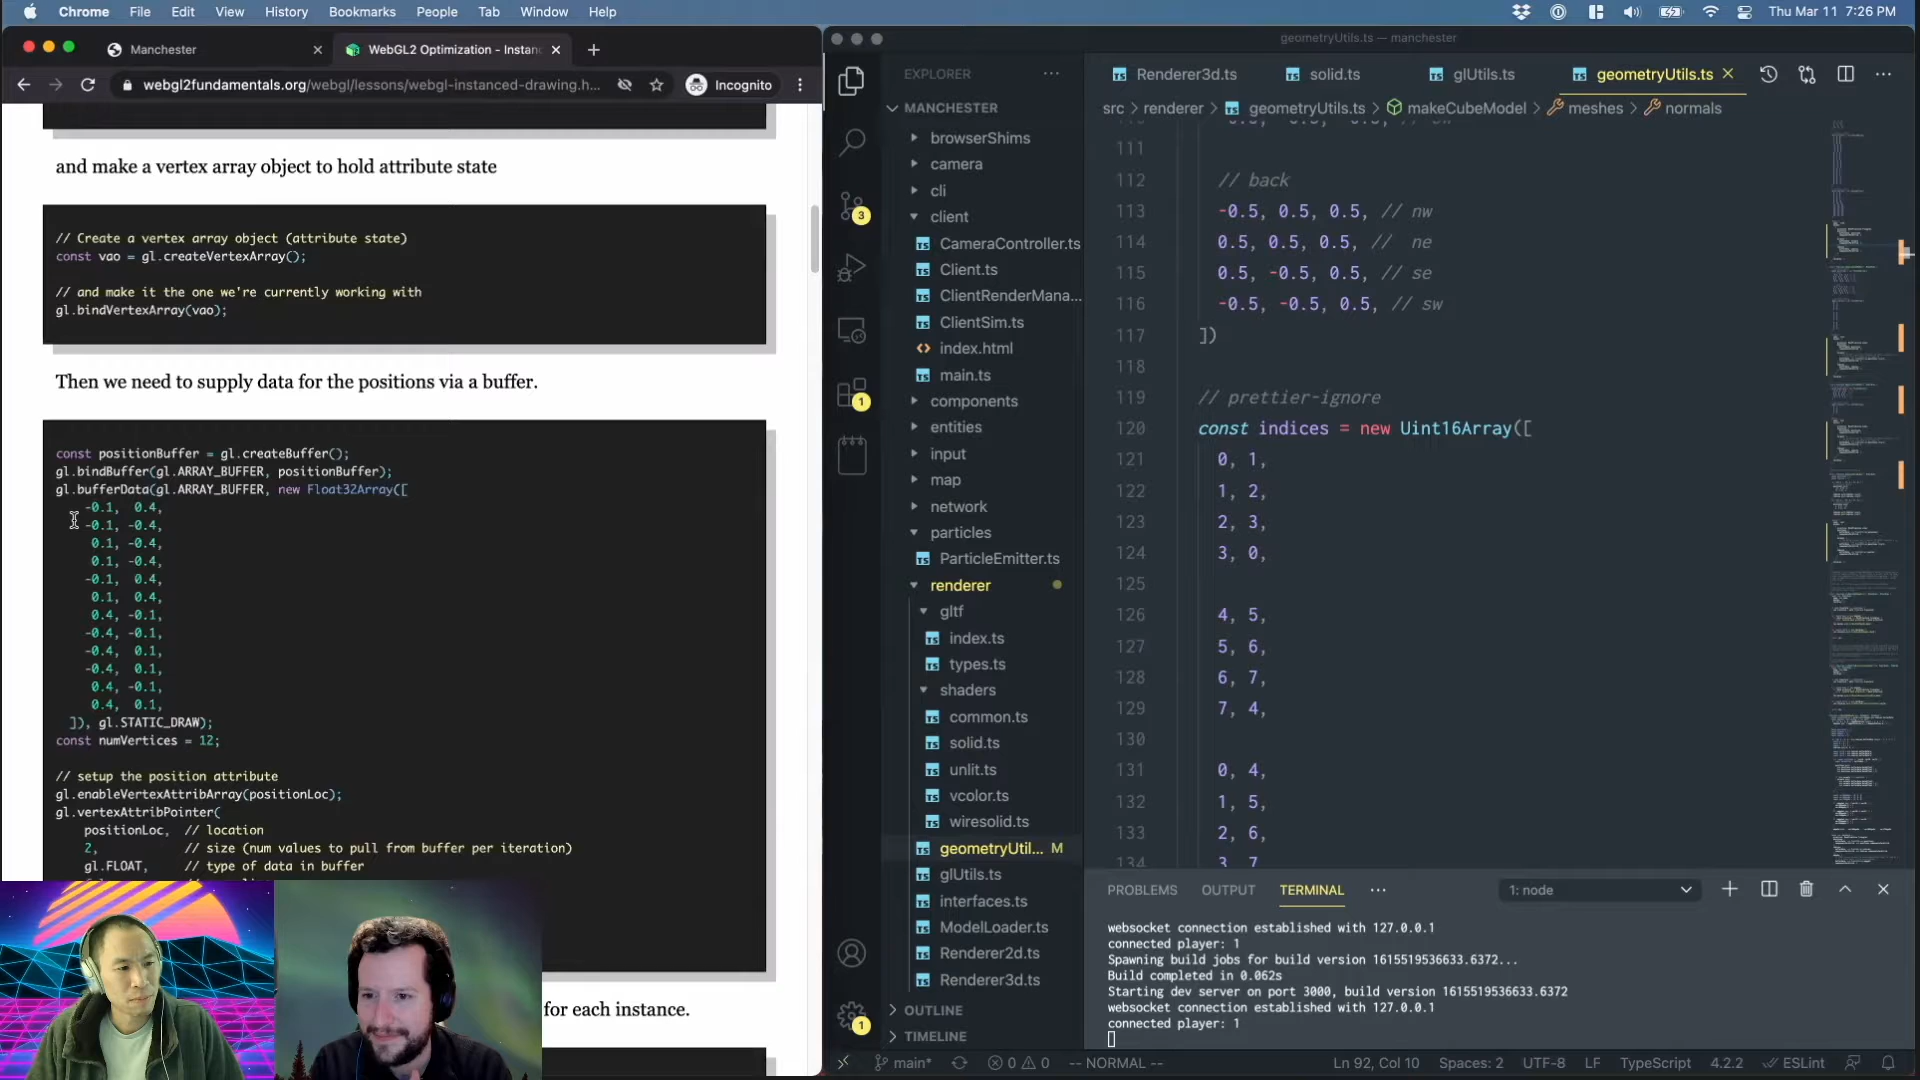 Chrome File Edit View History Bookmarks People Tab Window Help
Thu Mar 11 7:26 PM
Manchester
WebGL2 Optimization - Instanc
webgl2fundamentals.org/webgl/lessons/webgl-instanced-drawing.h...
Incognito
and make a vertex array object to hold attribute state
// Create a vertex array object (attribute state)
const vao = gl.createVertexArray();
// and make it the one we're currently working with
gl.bindVertexArray(vao);
Then we need to supply data for the positions via a buffer.
const positionBuffer = gl.createBuffer();
gl.bindBuffer(gl.ARRAY_BUFFER, positionBuffer);
gl.bufferData(gl.ARRAY_BUFFER, new Float32Array([
-0.1, 0.4,
-0.1, -0.4,
0.1, -0.4,
0.1, -0.4,
-0.1, 0.4,
0.1, 0.4,
0.4, -0.1,
-0.4, -0.1,
-0.4, 0.1,
-0.4, 0.1,
0.4, -0.1,
0.4, 0.1,
]), gl.STATIC_DRAW);
const numVertices = 12;
// setup the position attribute
gl.enableVertexAttribArray(positionLoc);
gl.vertexAttribPointer(
positionLoc, // location
2, // size (num values to pull from buffer per iteration)
gl.FLOAT, // type of data in buffer
for each instance.
geometryUtils.ts — manchester
EXPLORER
MANCHESTER
browserShims
camera
cli
client
CameraController.ts
Client.ts
ClientRenderMana...
ClientSim.ts
index.html
main.ts
components
entities
input
map
network
particles
ParticleEmitter.ts
renderer
gltf
index.ts
types.ts
shaders
common.ts
solid.ts
unlit.ts
vcolor.ts
wiresolid.ts
geometryUtil... M
glUtils.ts
interfaces.ts
ModelLoader.ts
Renderer2d.ts
Renderer3d.ts
OUTLINE
TIMELINE
3
1
1
Renderer3d.ts solid.ts glUtils.ts geometryUtils.ts
src > renderer > geometryUtils.ts > makeCubeModel > meshes > normals
111
112 // back
113 -0.5, 0.5, 0.5, // nw
114 0.5, 0.5, 0.5, // ne
115 0.5, -0.5, 0.5, // se
116 -0.5, -0.5, 0.5, // sw
117 ])
118
119 // prettier-ignore
120 const indices = new Uint16Array([
121 0, 1,
122 1, 2,
123 2, 3,
124 3, 0,
125
126 4, 5,
127 5, 6,
128 6, 7,
129 7, 4,
130
131 0, 4,
132 1, 5,
133 2, 6,
134 3, 7,
PROBLEMS OUTPUT TERMINAL
1: node
websocket connection established with 127.0.0.1
connected player: 1
Spawning build jobs for build version 1615519536633.6372...
Build completed in 0.062s
Starting dev server on port 3000, build version 1615519536633.6372
websocket connection established with 127.0.0.1
connected player: 1
main* 0 0 -- NORMAL -- Ln 92, Col 10 Spaces: 2 UTF-8 LF TypeScript 4.2.2 ESLint